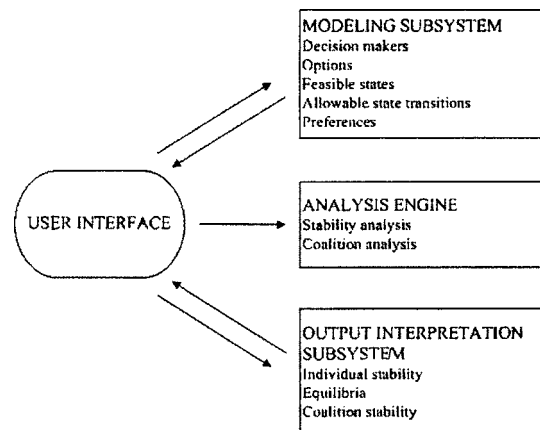 MODELING SUBSYSTEM
Decision makers
Options
Feasible states
Allowable state transitions
Preferences
USER INTERFACE
ANALYSIS ENGINE
Stability analysis
Coalition analysis
OUTPUT INTERPRETATION
SUBSYSTEM
Individual stability
Equilibria
Coalition stability